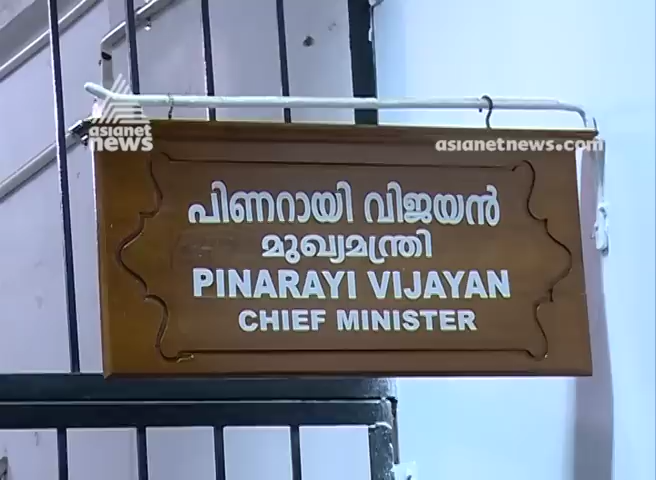 asianet
news
asianetnews.com
പിണറായി വിജയൻ
മുഖ്യമന്ത്രി
PINARAYI VIJAYAN
CHIEF MINISTER